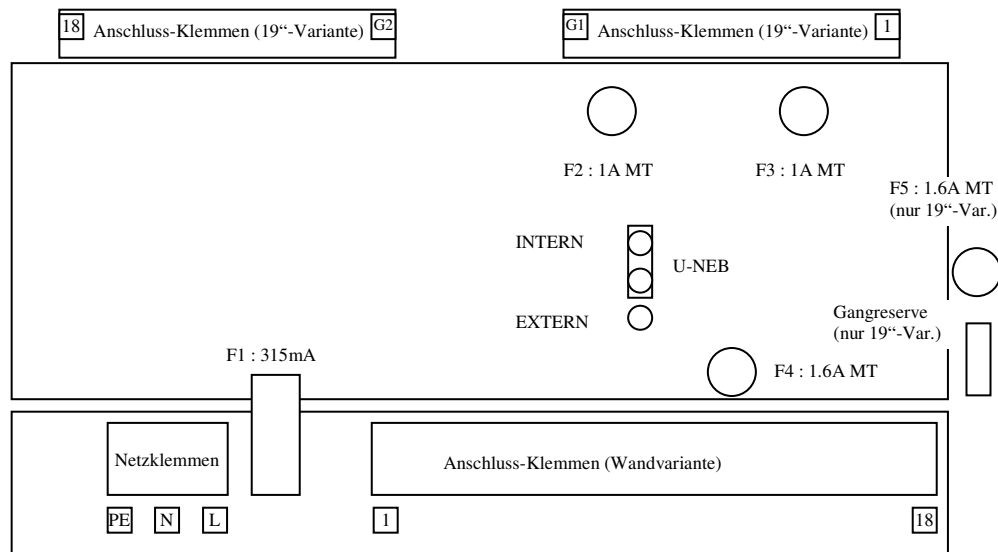 18 Anschluss-Klemmen (19“-Variante) G2
G1 Anschluss-Klemmen (19“-Variante) 1
F2 : 1A MT
F3 : 1A MT
F5 : 1.6A MT
(nur 19“-Var.)
INTERN
U-NEB
EXTERN
Gangreserve
(nur 19“-Var.)
F1 : 315mA
F4 : 1.6A MT
Netzklemmen
Anschluss-Klemmen (Wandvariante)
PE N L
1
18